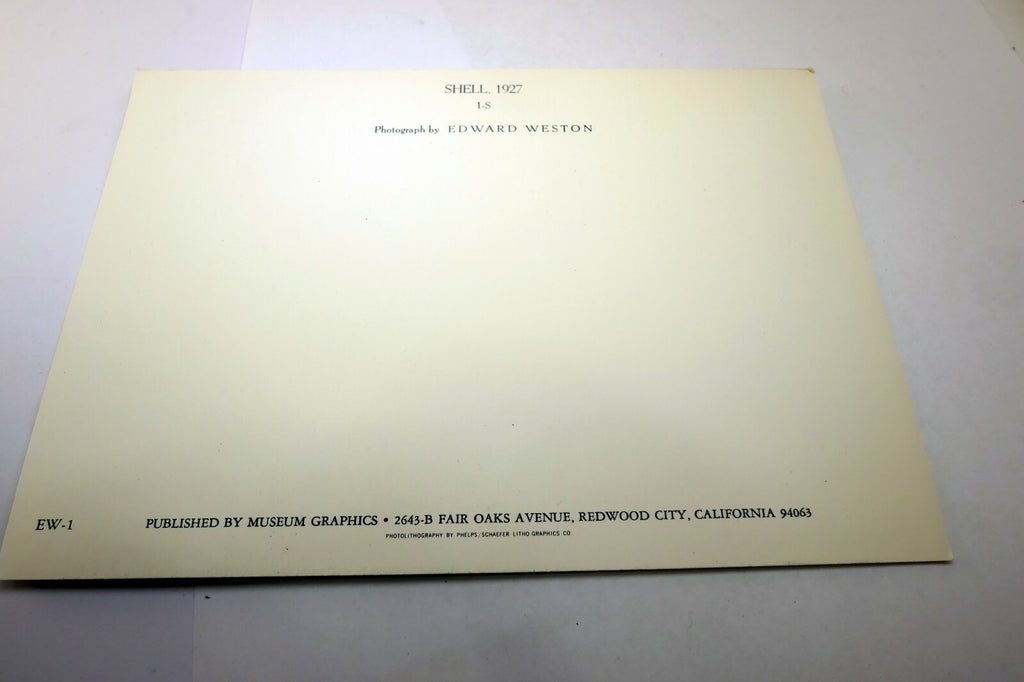 SHELL, 1927
1-S
Photograph by EDWARD WESTON
EW-1 PUBLISHED BY MUSEUM GRAPHICS • 2643-B FAIR OAKS AVENUE, REDWOOD CITY, CALIFORNIA 94063
PHOTOLITHOGRAPHY BY PHELPS/SCHAEFER LITHO GRAPHICS CO